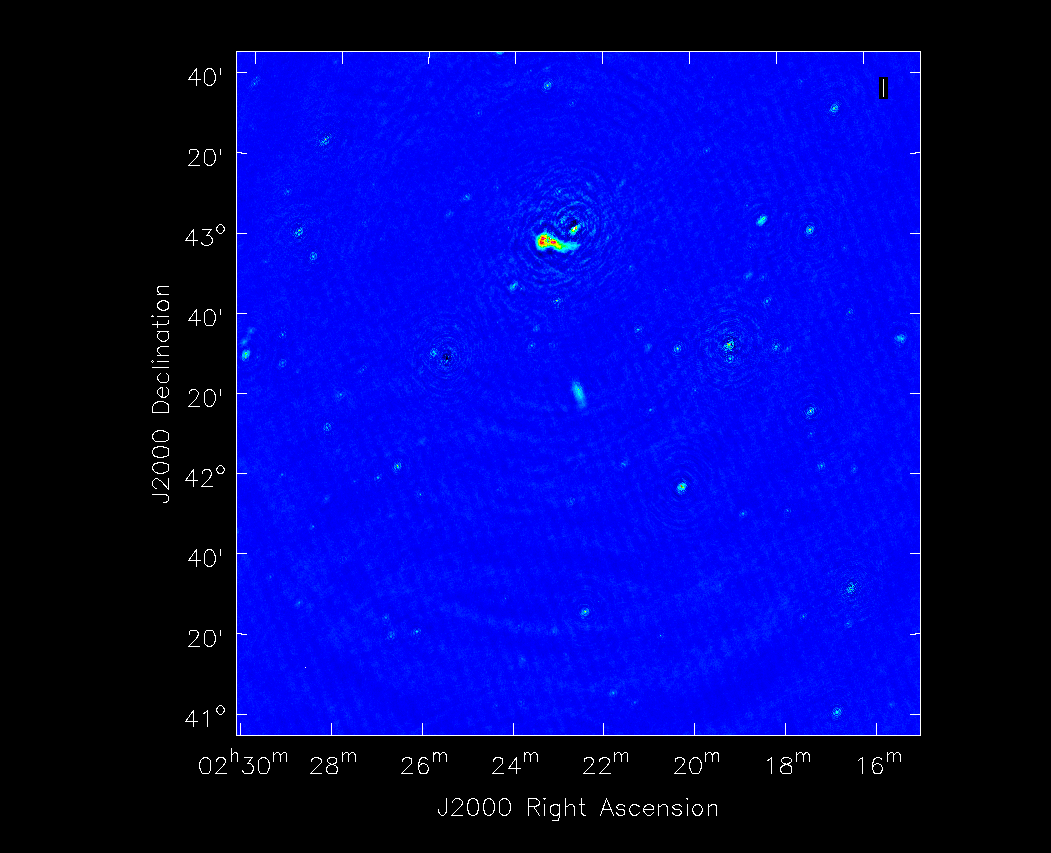 I
40'
20'
43°
40'
20'
42°
40'
20'
41°
J2000 Declination
02ʰ30ᵐ 28ᵐ 26ᵐ 24ᵐ 22ᵐ 20ᵐ 18ᵐ 16ᵐ
J2000 Right Ascension